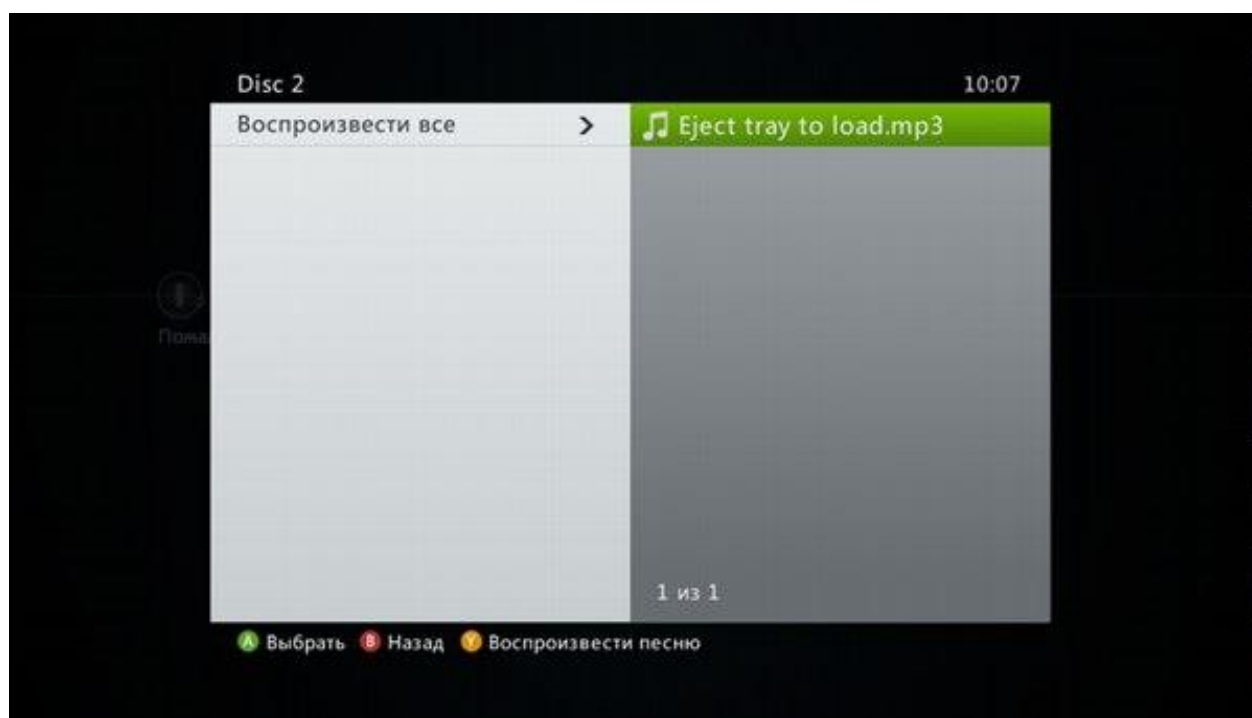 Disc 2 10:07
Воспроизвести все
Eject tray to load.mp3
1 из 1
A Выбрать B Назад Y Воспроизвести песню